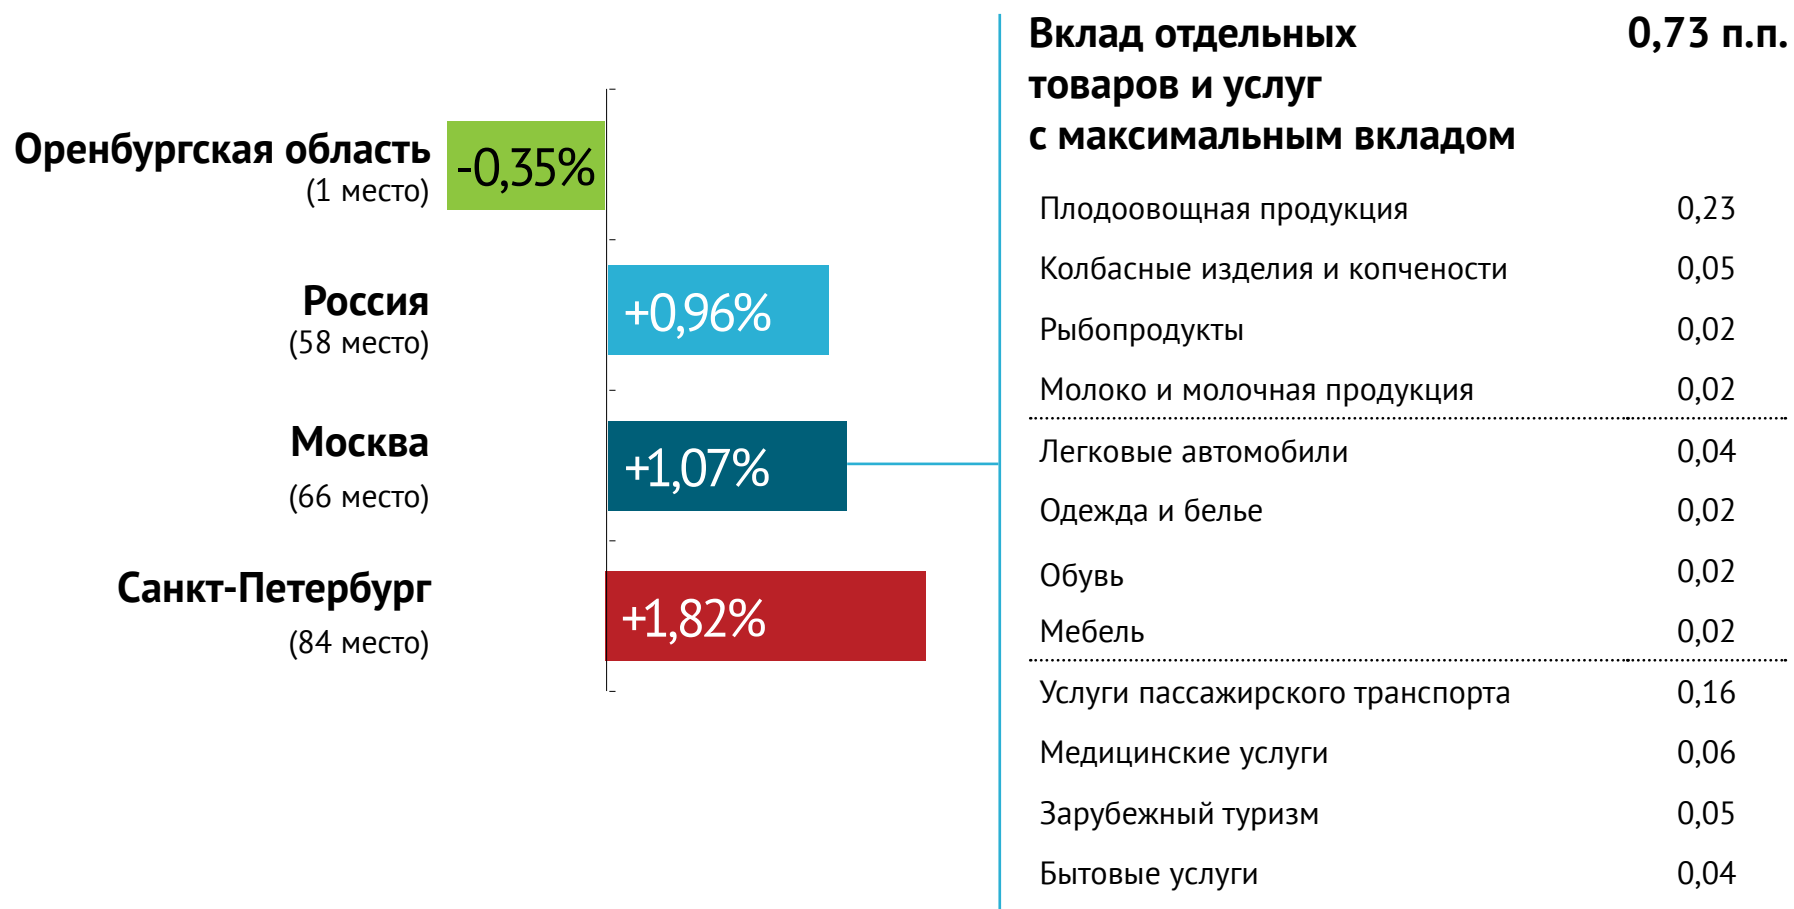 Оренбургская область
(1 место)
-0,35%
Россия
(58 место)
+0,96%
Москва
(66 место)
+1,07%
Санкт-Петербург
(84 место)
+1,82%
Вклад отдельных 0,73 п.п.
товаров и услуг
с максимальным вкладом
Плодоовощная продукция 0,23
Колбасные изделия и копчености 0,05
Рыбопродукты 0,02
Молоко и молочная продукция 0,02
Легковые автомобили 0,04
Одежда и белье 0,02
Обувь 0,02
Мебель 0,02
Услуги пассажирского транспорта 0,16
Медицинские услуги 0,06
Зарубежный туризм 0,05
Бытовые услуги 0,04